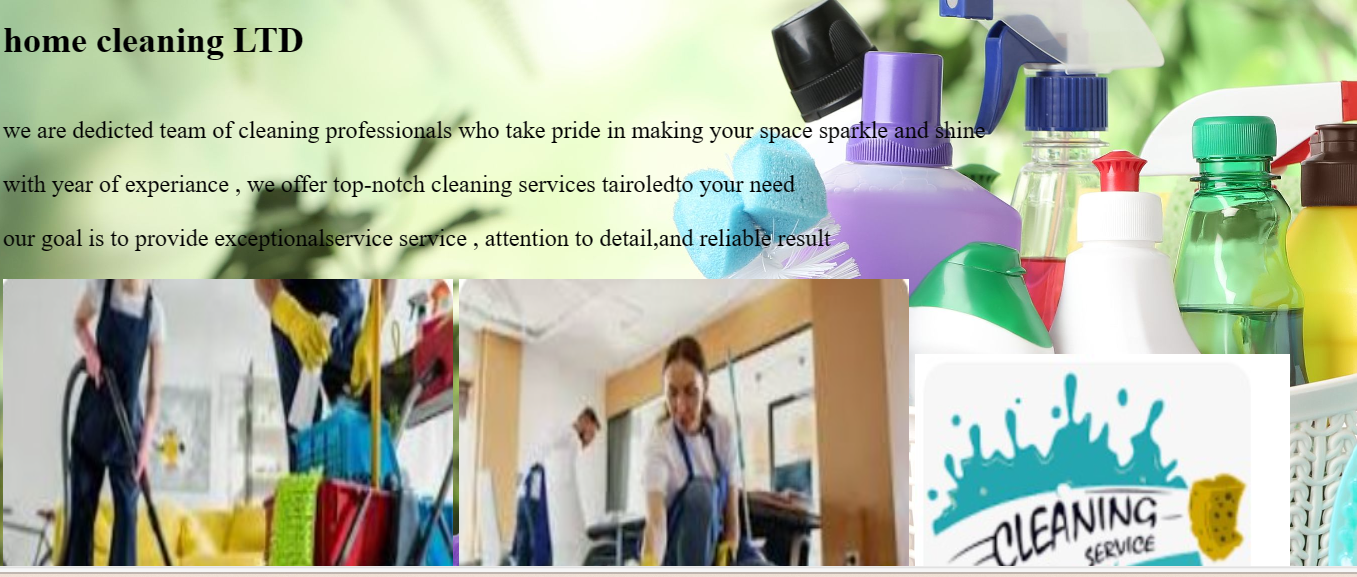 home cleaning LTD
we are dedicted team of cleaning professionals who take pride in making your space sparkle and shine
with year of experiance , we offer top-notch cleaning services tairoledto your need
our goal is to provide exceptionalservice service , attention to detail,and reliable result
CLEANING
SERVICE